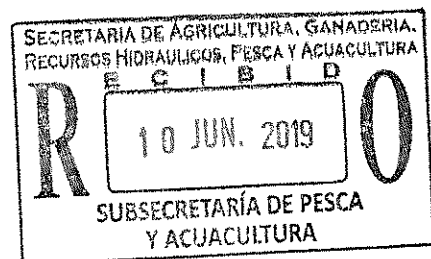 SECRETARIA DE AGRICULTURA, GANADERIA,
RECURSOS HIDRAULICOS, PESCA Y ACUACULTURA
R E C I B I D O
10 JUN. 2019
SUBSECRETARÍA DE PESCA
Y ACUACULTURA